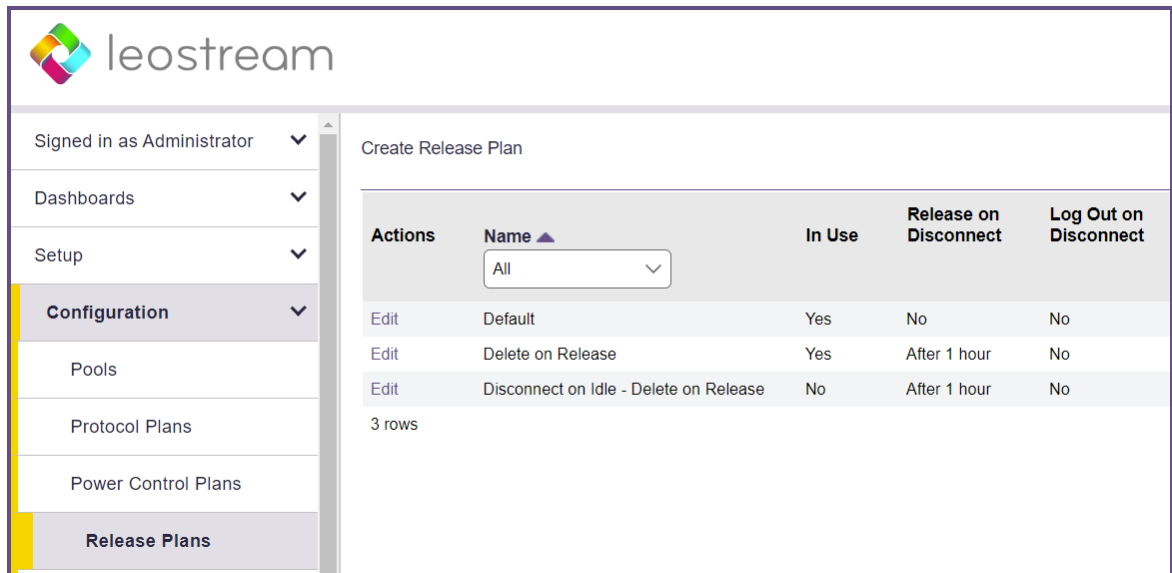 leostream
Signed in as Administrator
Dashboards
Setup
Configuration
Pools
Protocol Plans
Power Control Plans
Release Plans
Create Release Plan
Actions Name In Use Release on Disconnect Log Out on Disconnect
All
Edit Default Yes No No
Edit Delete on Release Yes After 1 hour No
Edit Disconnect on Idle - Delete on Release No After 1 hour No
3 rows